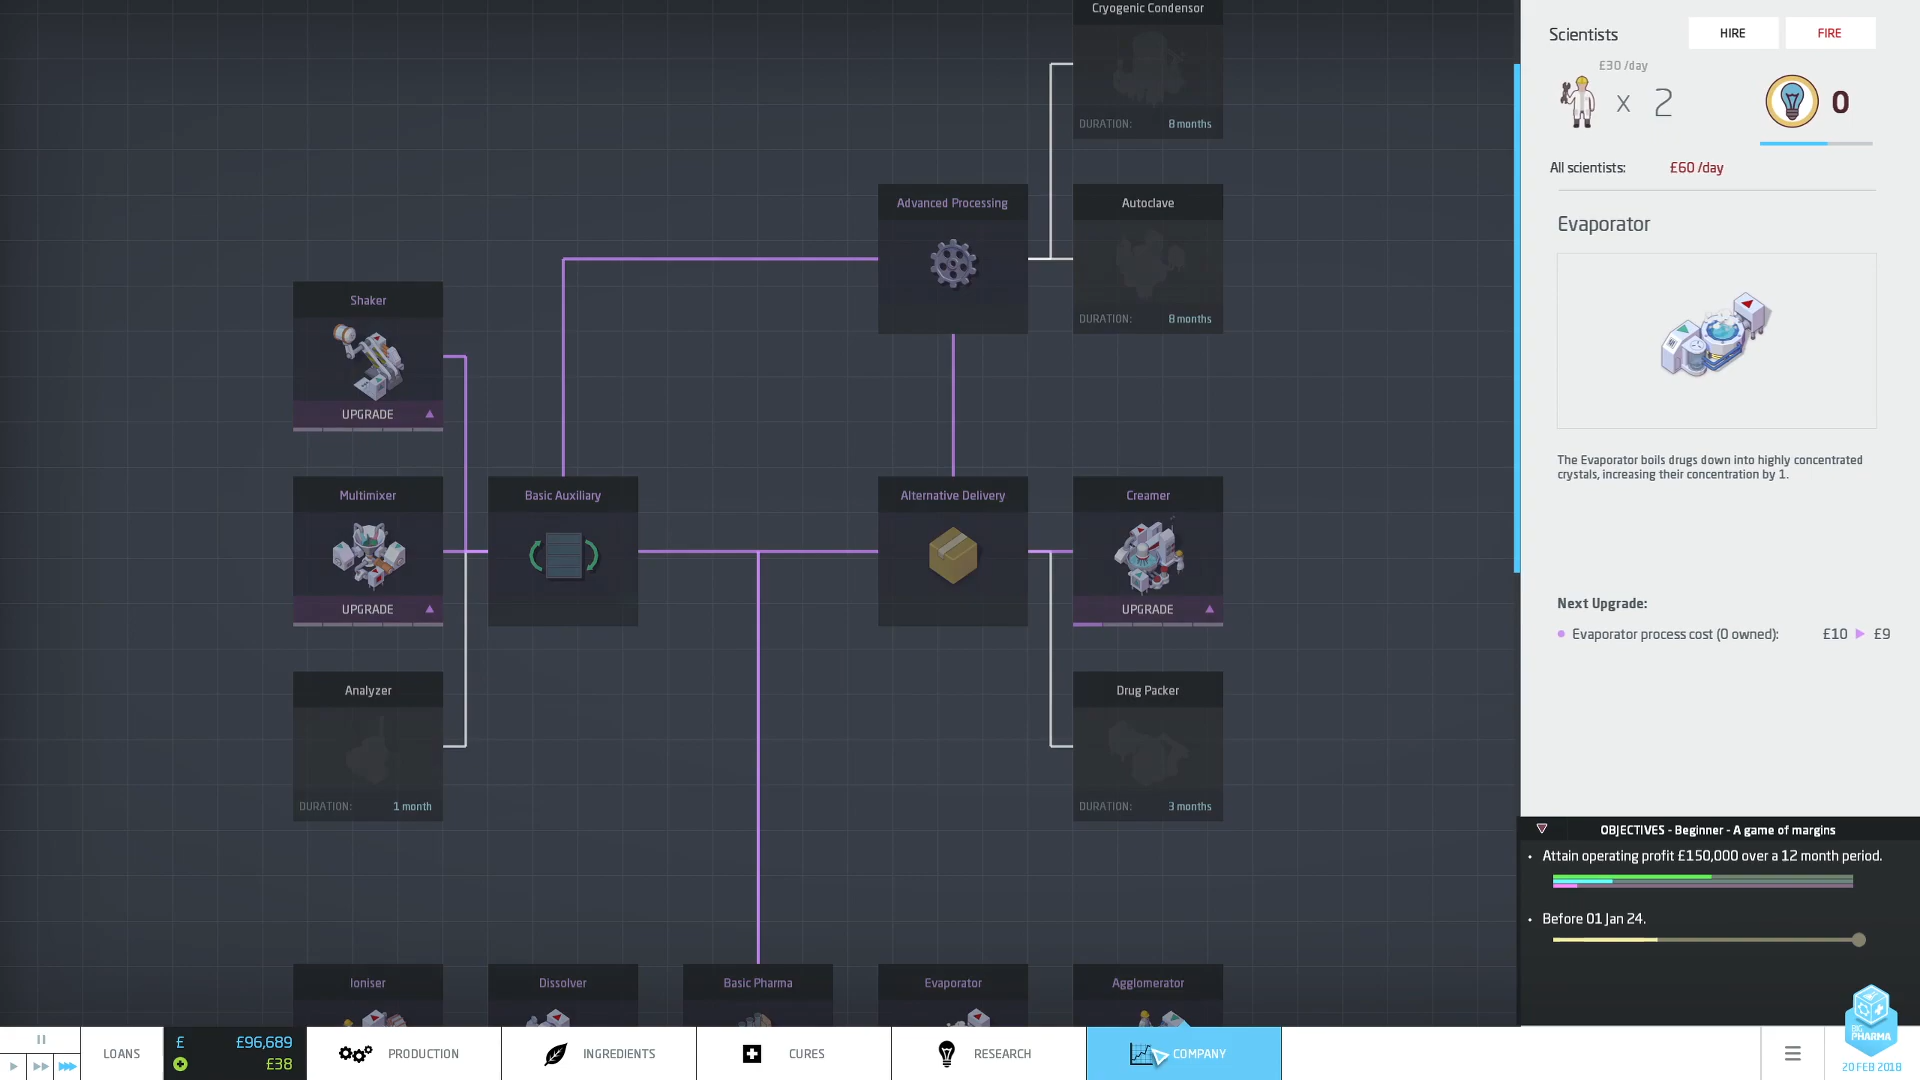 Cryogenic Condensor
DURATION: 8 months
Advanced Processing
Autoclave
DURATION: 8 months
Shaker
UPGRADE
Multimixer
UPGRADE
Basic Auxiliary
Alternative Delivery
Creamer
UPGRADE
Analyzer
DURATION: 1 month
Drug Packer
DURATION: 3 months
Ioniser
Dissolver
Basic Pharma
Evaporator
Agglomerator
Scientists
HIRE
FIRE
£30 /day
x 2
0
All scientists: £60 /day
Evaporator
The Evaporator boils drugs down into highly concentrated
crystals, increasing their concentration by 1.
Next Upgrade:
Evaporator process cost (0 owned): £10 £9
OBJECTIVES - Beginner - A game of margins
• Attain operating profit £150,000 over a 12 month period.
• Before 01 Jan 24.
LOANS
£ £96,689
£38
PRODUCTION
INGREDIENTS
CURES
RESEARCH
COMPANY
BIG
PHARMA
20 FEB 2018